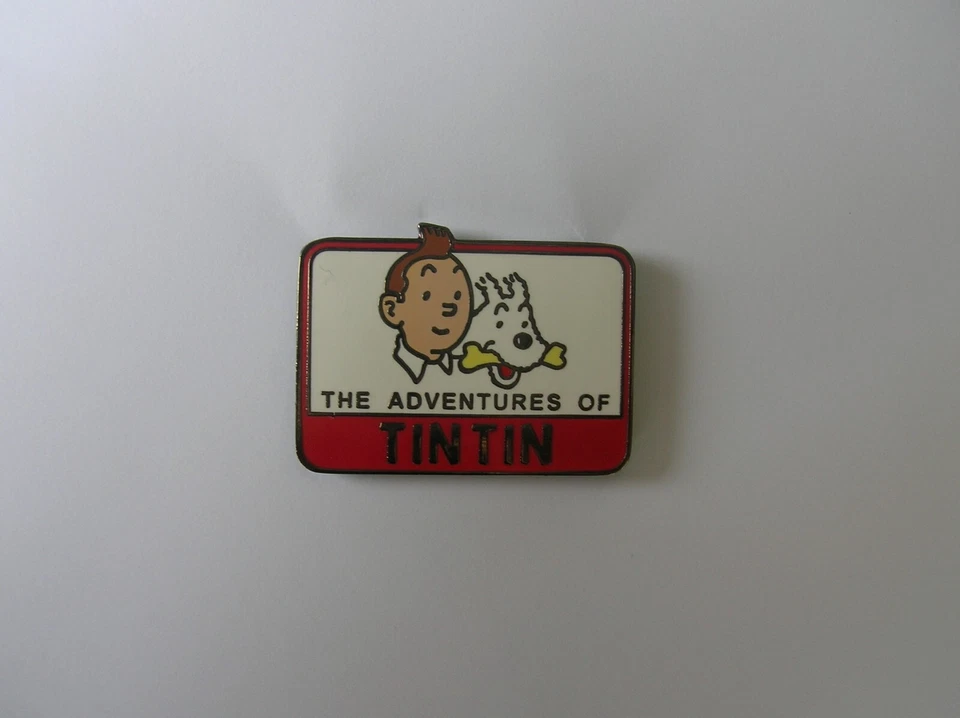 THE ADVENTURES OF
TINTIN